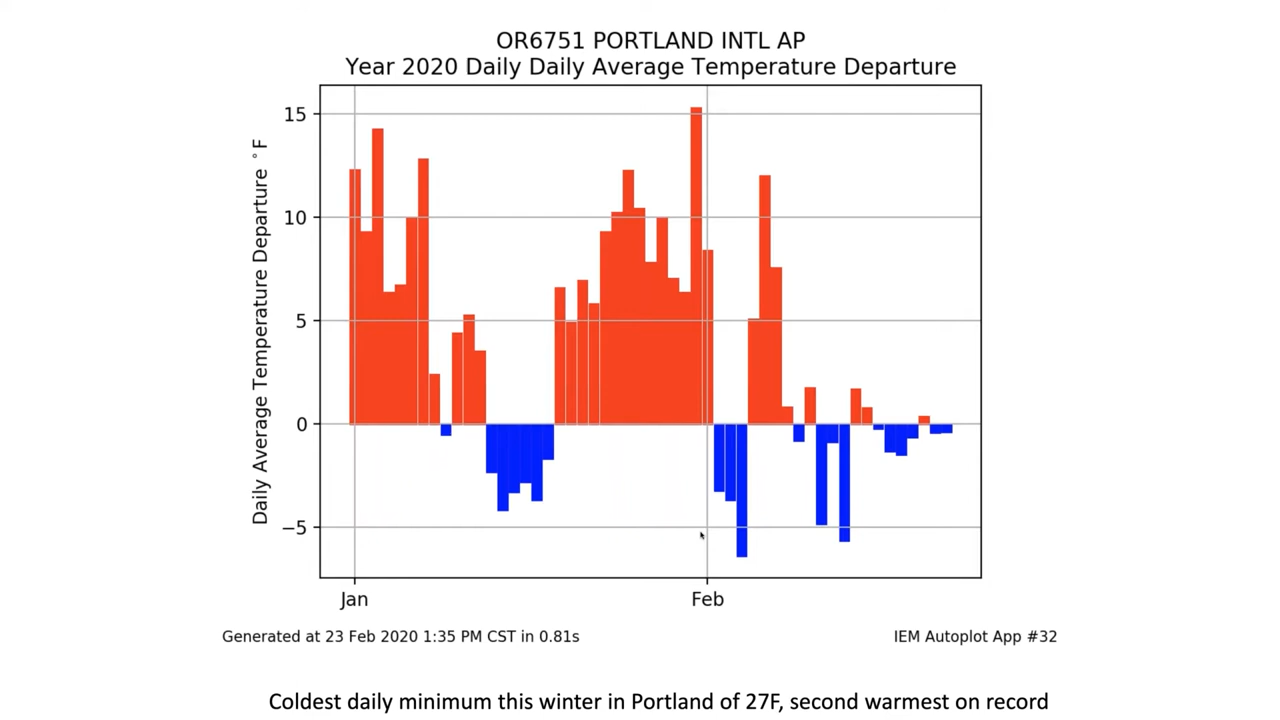 OR6751 PORTLAND INTL AP
Year 2020 Daily Daily Average Temperature Departure
Daily Average Temperature Departure °F
15
10
5
0
−5
Jan
Feb
Generated at 23 Feb 2020 1:35 PM CST in 0.81s
IEM Autoplot App #32
Coldest daily minimum this winter in Portland of 27F, second warmest on record